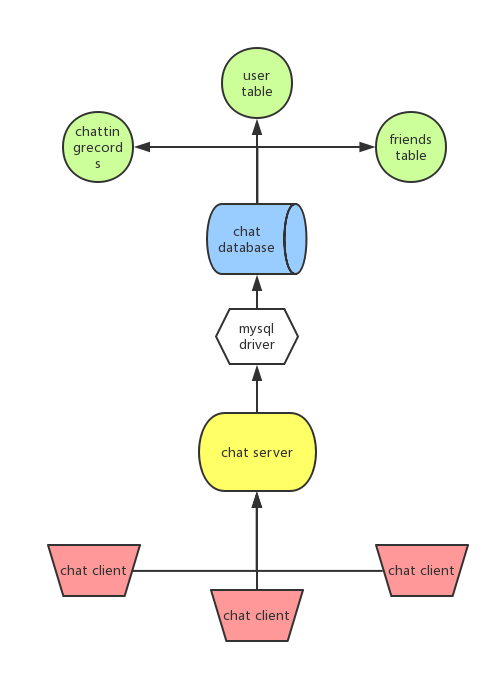 user
table
chattin
grecord
s
friends
table
chat
database
mysql
driver
chat server
chat client
chat client
chat client